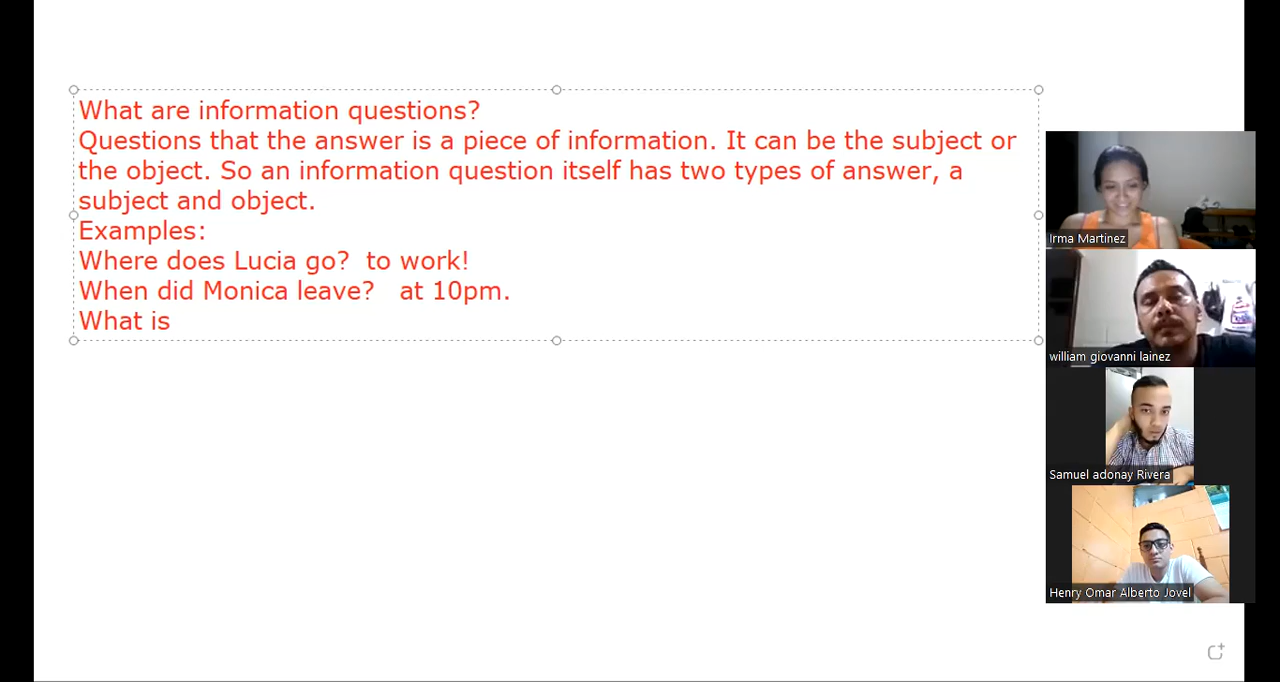 What are information questions?
Questions that the answer is a piece of information. It can be the subject or
the object. So an information question itself has two types of answer, a
subject and object.
Examples:
Where does Lucia go?  to work!
When did Monica leave?   at 10pm.
What is
Irma Martinez
william giovanni lainez
Samuel adonay Rivera
Henry Omar Alberto Jovel